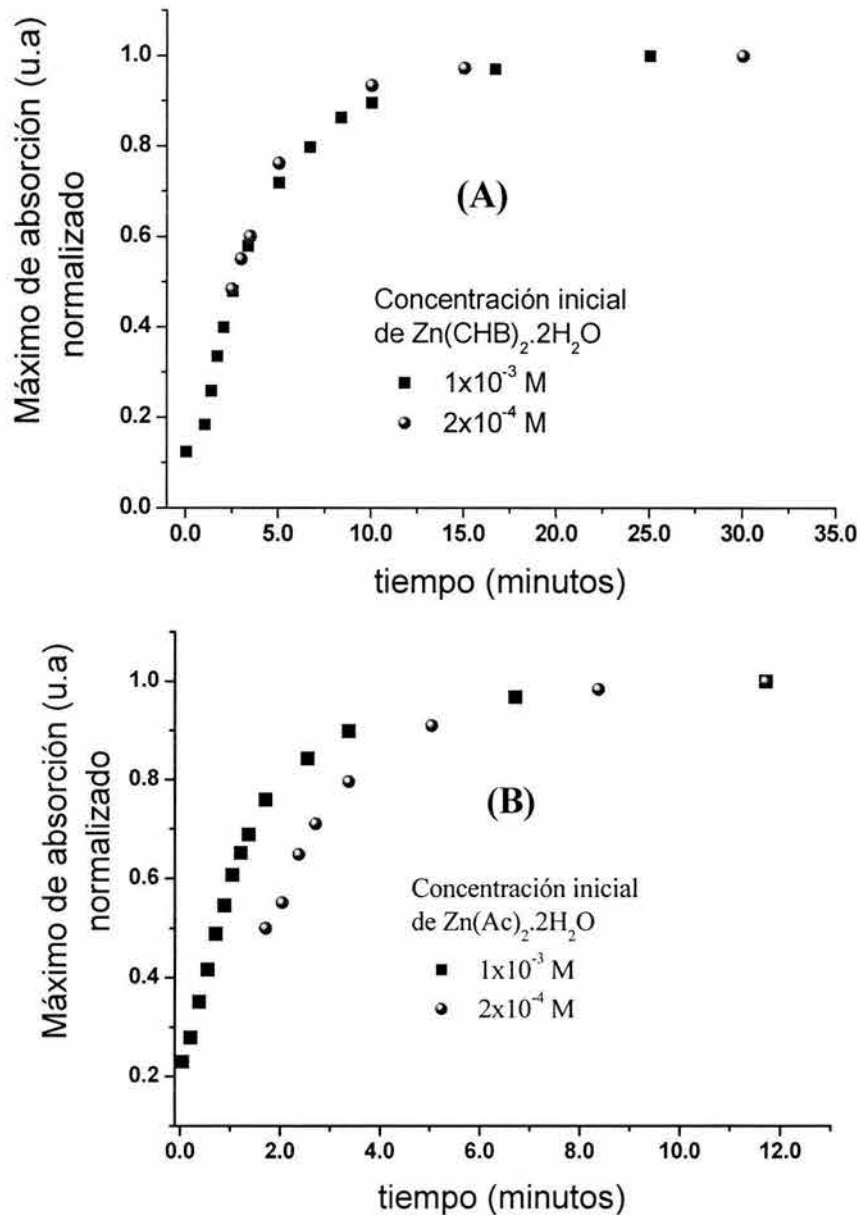 Máximo de absorción (u.a)
normalizado
1.0
0.8
0.6
0.4
0.2
0.0
(A)
Concentración inicial
de Zn(CHB)₂.2H₂O
1x10⁻³ M
2x10⁻⁴ M
0.0 5.0 10.0 15.0 20.0 25.0 30.0 35.0
tiempo (minutos)
Máximo de absorción (u.a)
normalizado
1.0
0.8
0.6
0.4
0.2
(B)
Concentración inicial
de Zn(Ac)₂.2H₂O
1x10⁻³ M
2x10⁻⁴ M
0.0 2.0 4.0 6.0 8.0 10.0 12.0
tiempo (minutos)